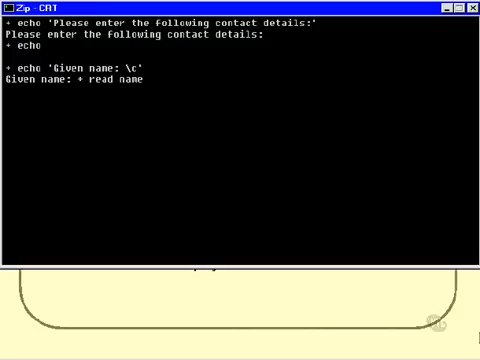 Zip - CAT
+ echo 'Please enter the following contact details:'
Please enter the following contact details:
+ echo
+ echo 'Given name: \c'
Given name: + read name